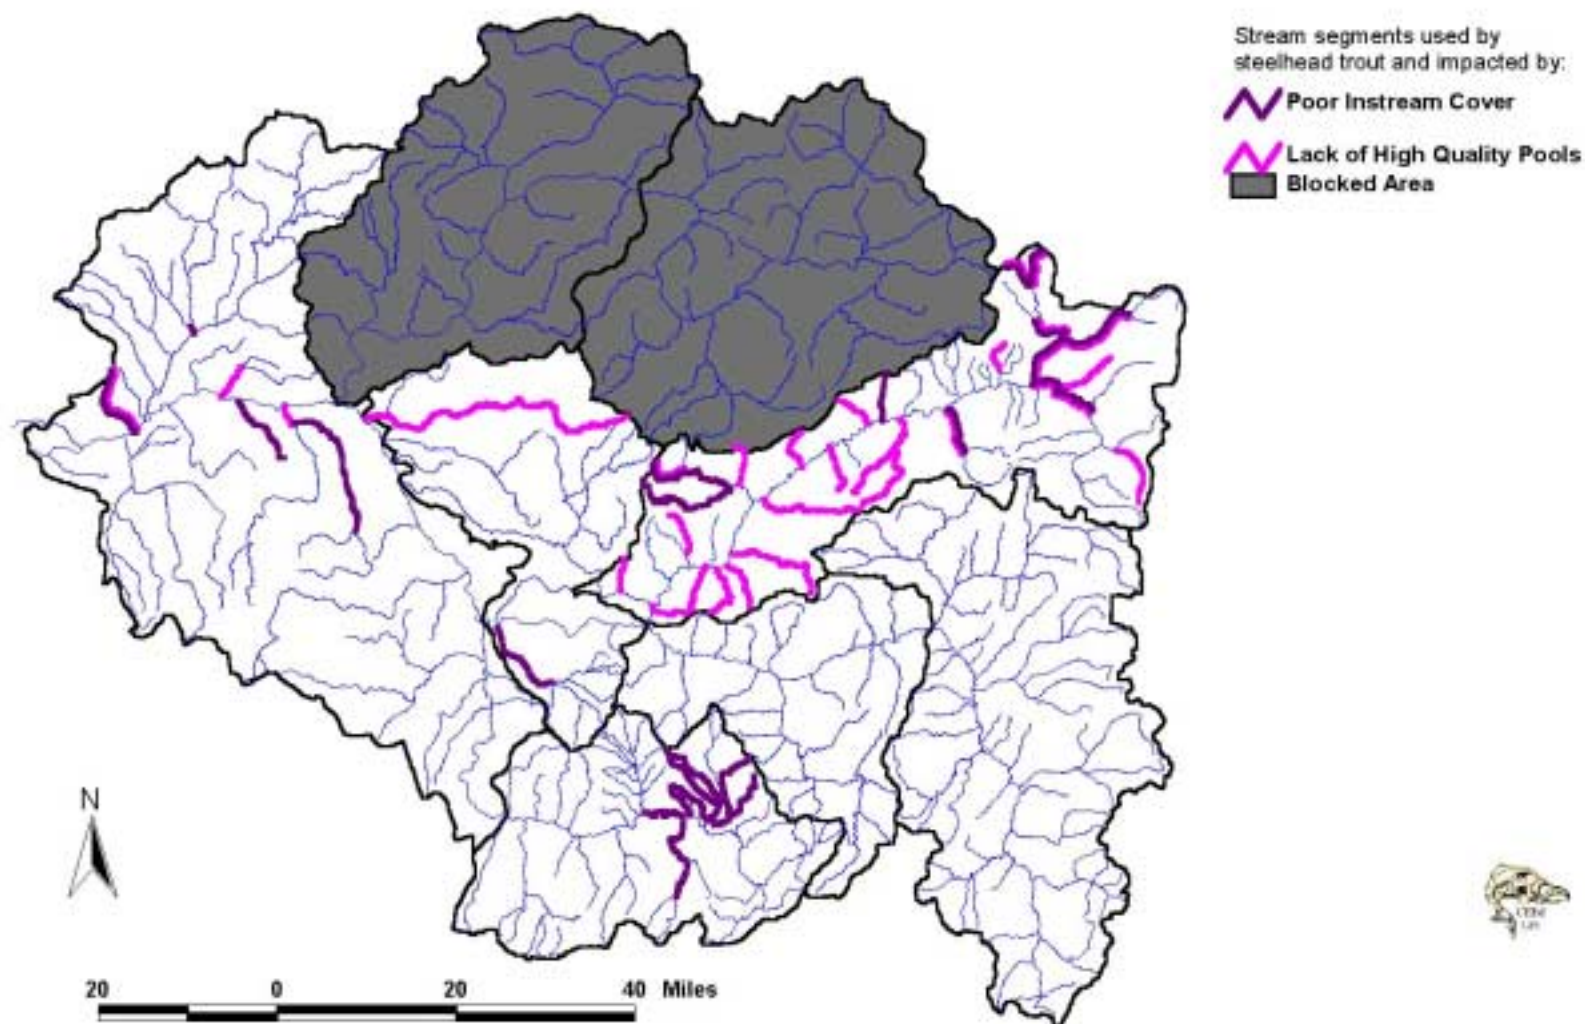 Stream segments used by
steelhead trout and impacted by:
Poor Instream Cover
Lack of High Quality Pools
Blocked Area
N
20 0 20 40 Miles